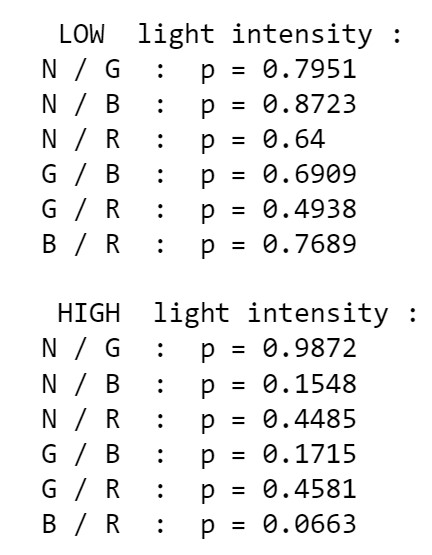 LOW light intensity :
N / G : p = 0.7951
N / B : p = 0.8723
N / R : p = 0.64
G / B : p = 0.6909
G / R : p = 0.4938
B / R : p = 0.7689
HIGH light intensity :
N / G : p = 0.9872
N / B : p = 0.1548
N / R : p = 0.4485
G / B : p = 0.1715
G / R : p = 0.4581
B / R : p = 0.0663